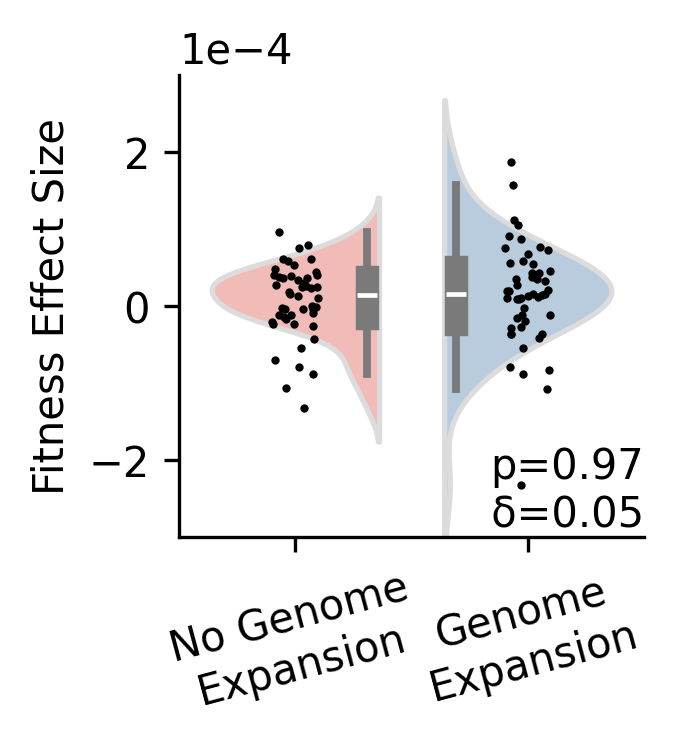 1e−4
Fitness Effect Size
2
0
−2
p=0.97
δ=0.05
No Genome
Expansion
Genome
Expansion